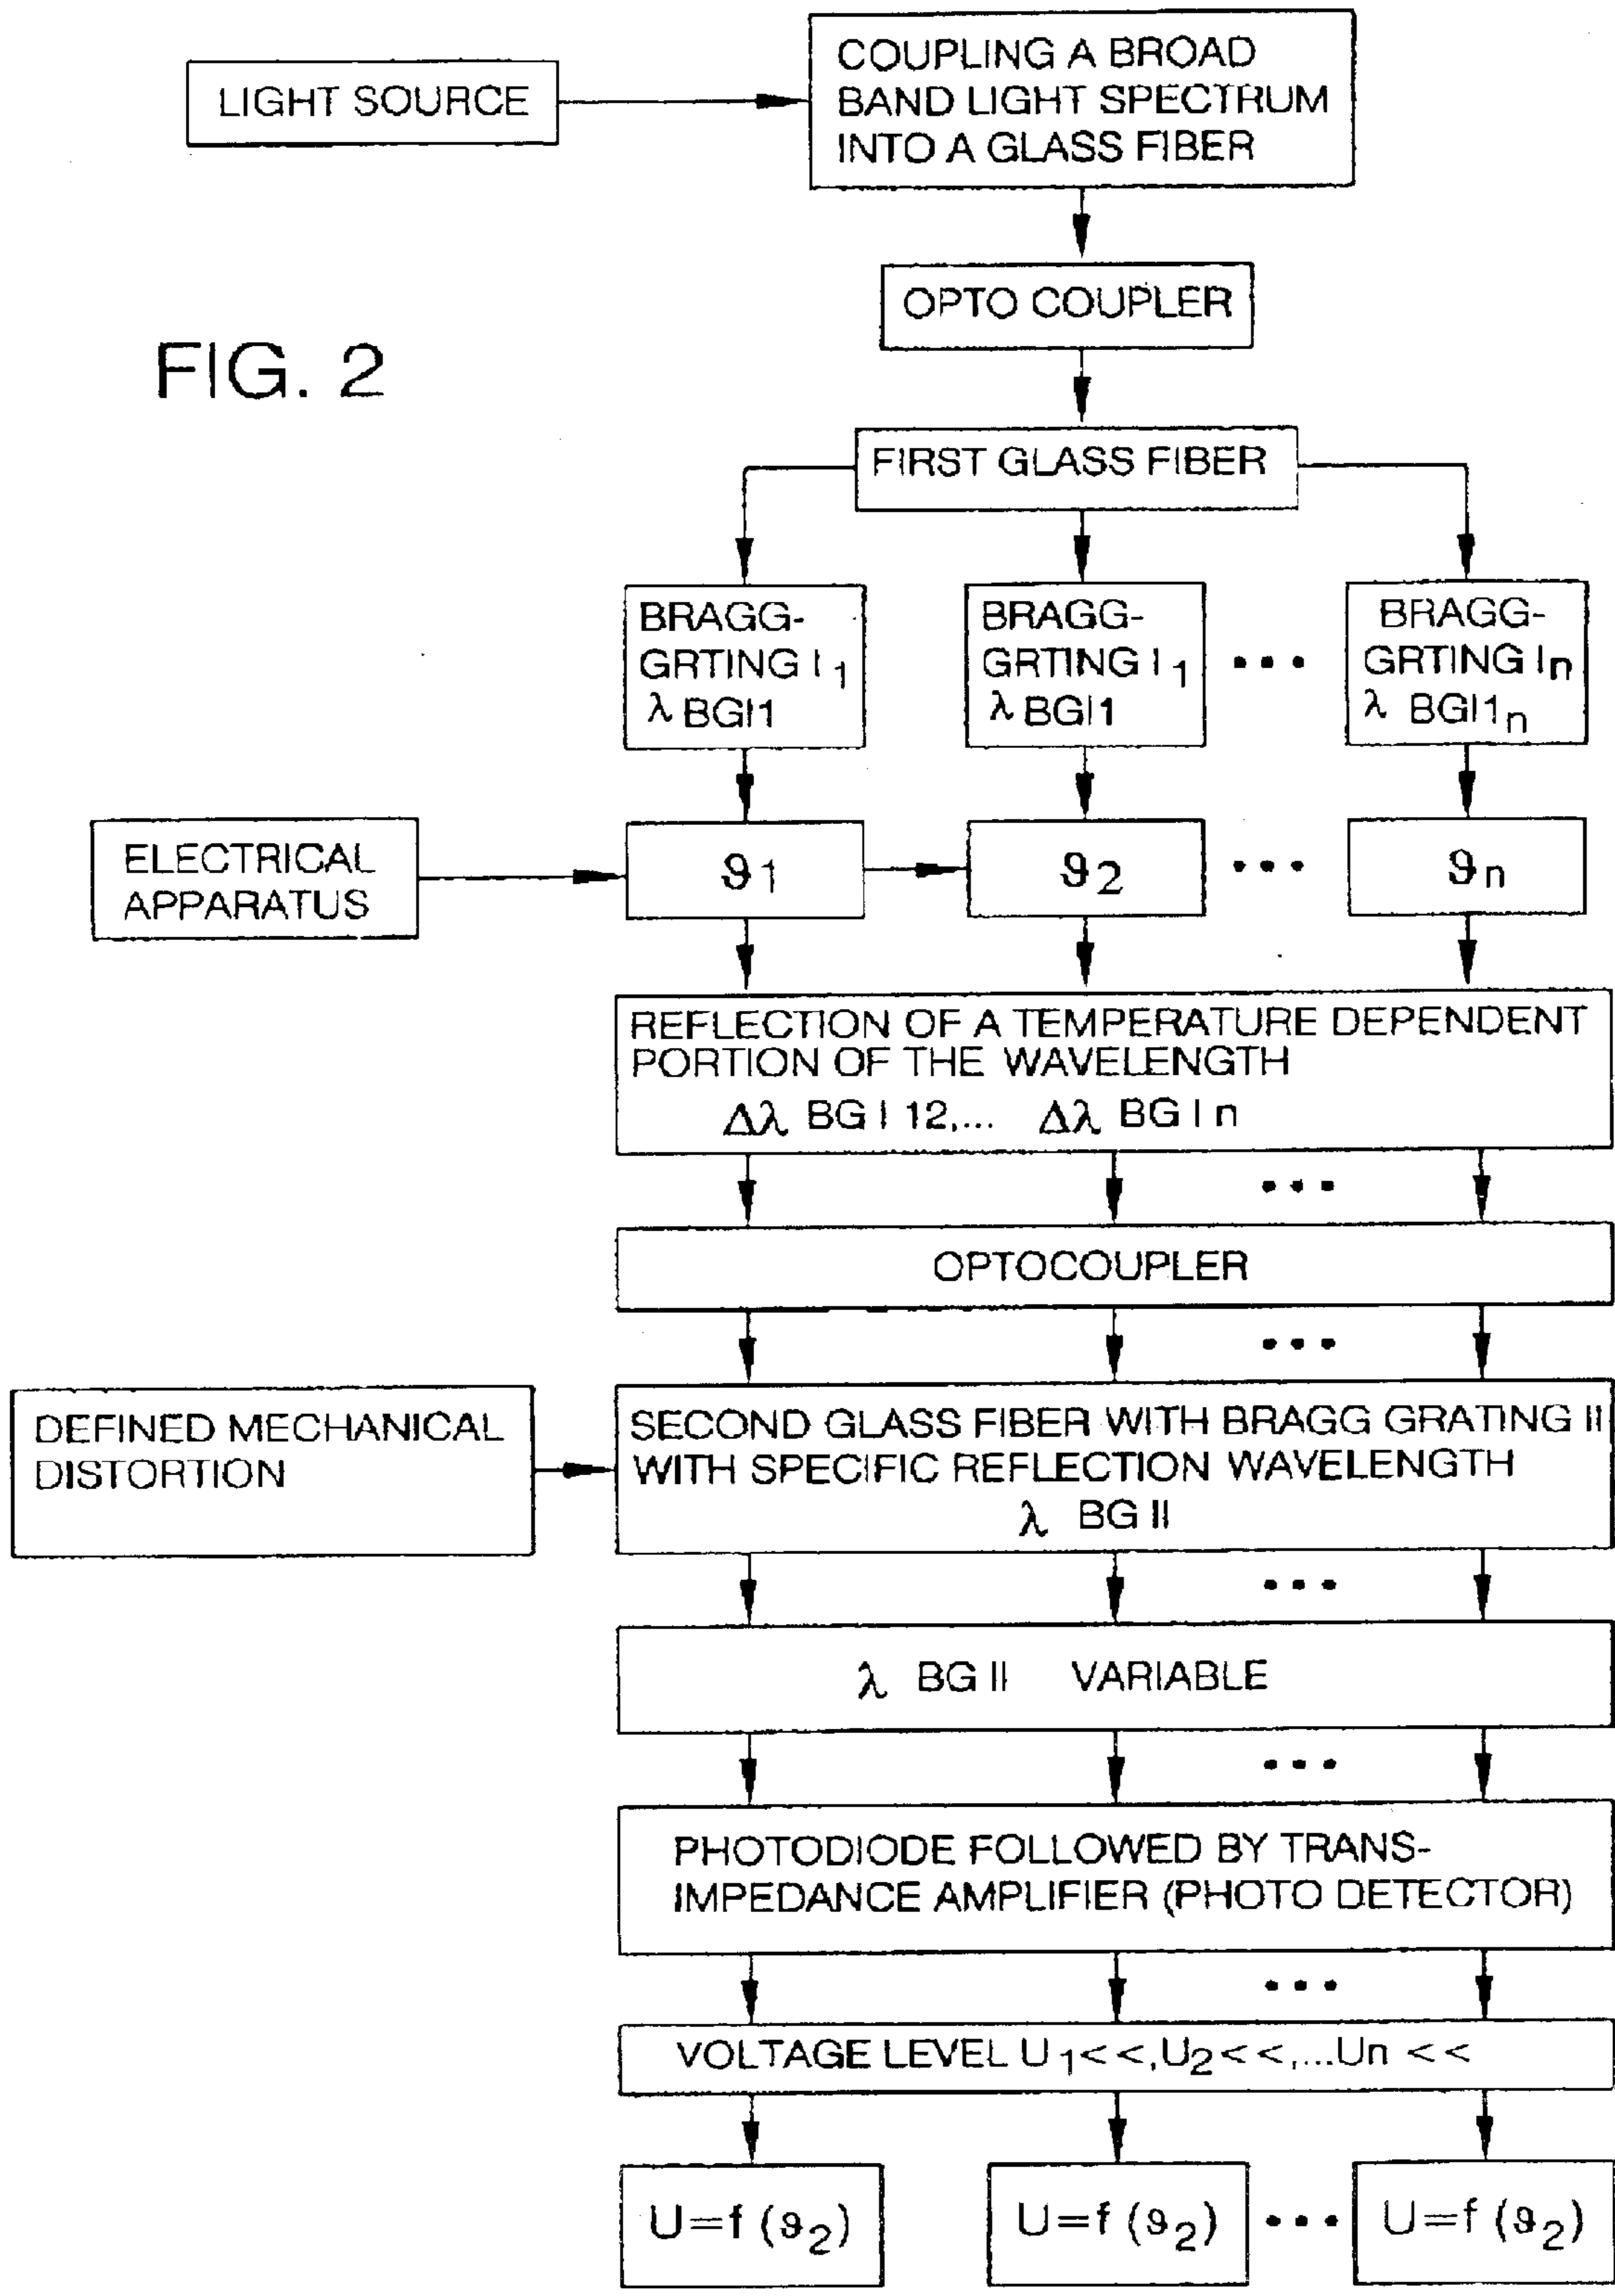 LIGHT SOURCE
COUPLING A BROAD
BAND LIGHT SPECTRUM
INTO A GLASS FIBER
OPTO COUPLER
FIG. 2
FIRST GLASS FIBER
BRAGG-
GRTING I1
λ BGI1
BRAGG-
GRTING I1
λ BGI1
•••
BRAGG-
GRTING In
λ BGI1n
ELECTRICAL
APPARATUS
ϑ1
ϑ2
•••
ϑn
REFLECTION OF A TEMPERATURE DEPENDENT
PORTION OF THE WAVELENGTH
Δλ BG I 12,... Δλ BG I n
•••
OPTOCOUPLER
•••
DEFINED MECHANICAL
DISTORTION
SECOND GLASS FIBER WITH BRAGG GRATING II
WITH SPECIFIC REFLECTION WAVELENGTH
λ BG II
•••
λ BG II VARIABLE
•••
PHOTODIODE FOLLOWED BY TRANS-
IMPEDANCE AMPLIFIER (PHOTO DETECTOR)
•••
VOLTAGE LEVEL U1<<,U2<<,...Un <<
U=f (ϑ2)
U=f (ϑ2)
•••
U=f (ϑ2)